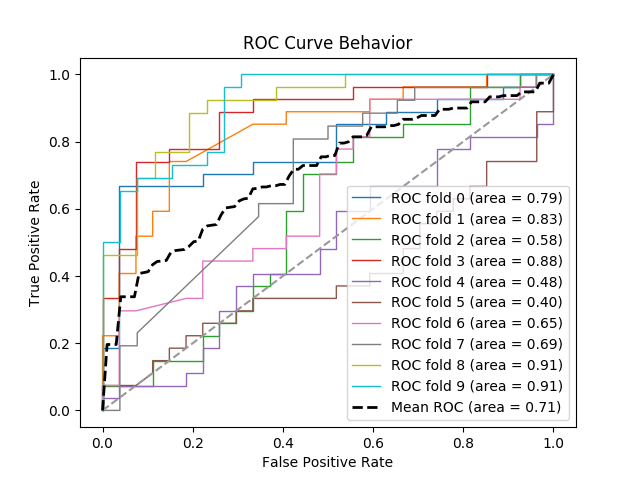 ROC Curve Behavior
True Positive Rate
1.0
0.8
0.6
0.4
0.2
0.0
ROC fold 0 (area = 0.79)
ROC fold 1 (area = 0.83)
ROC fold 2 (area = 0.58)
ROC fold 3 (area = 0.88)
ROC fold 4 (area = 0.48)
ROC fold 5 (area = 0.40)
ROC fold 6 (area = 0.65)
ROC fold 7 (area = 0.69)
ROC fold 8 (area = 0.91)
ROC fold 9 (area = 0.91)
Mean ROC (area = 0.71)
0.0 0.2 0.4 0.6 0.8 1.0
False Positive Rate